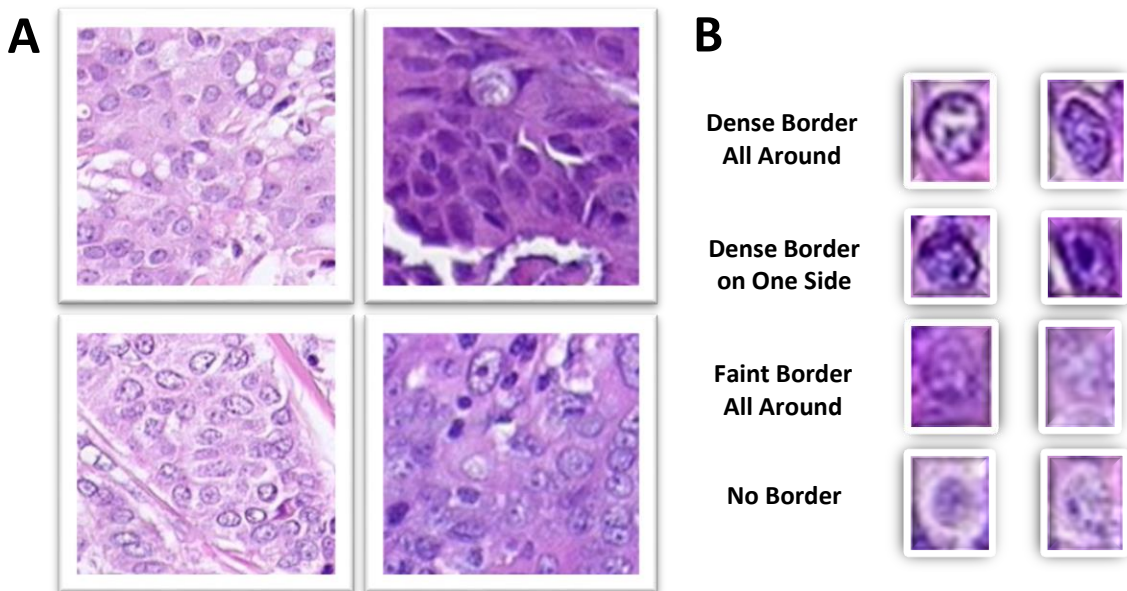 A
B
Dense Border
All Around
Dense Border
on One Side
Faint Border
All Around
No Border